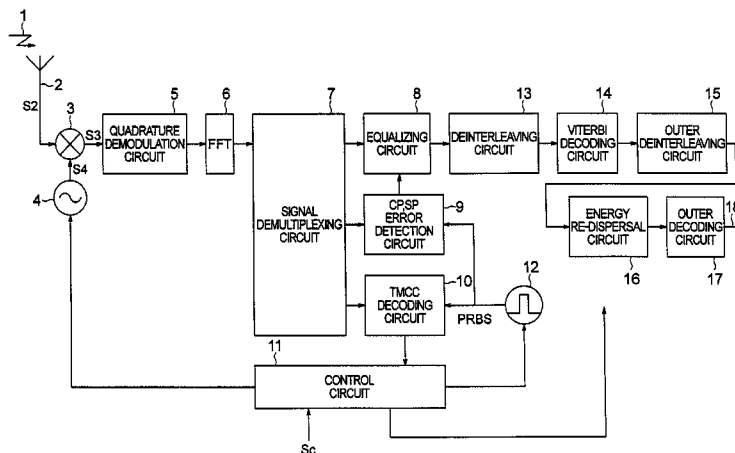 1
2
S2
3
S3
S4
4
5
QUADRATURE
DEMODULATION
CIRCUIT
6
FFT
7
SIGNAL
DEMULTIPLEXING
CIRCUIT
8
EQUALIZING
CIRCUIT
13
DEINTERLEAVING
CIRCUIT
14
VITERBI
DECODING
CIRCUIT
15
OUTER
DEINTERLEAVING
CIRCUIT
CP,SP
ERROR
DETECTION
CIRCUIT
9
ENERGY
RE-DISPERSAL
CIRCUIT
16
OUTER
DECODING
CIRCUIT
17
18
TMCC
DECODING
CIRCUIT
10
PRBS
12
11
CONTROL
CIRCUIT
Sc